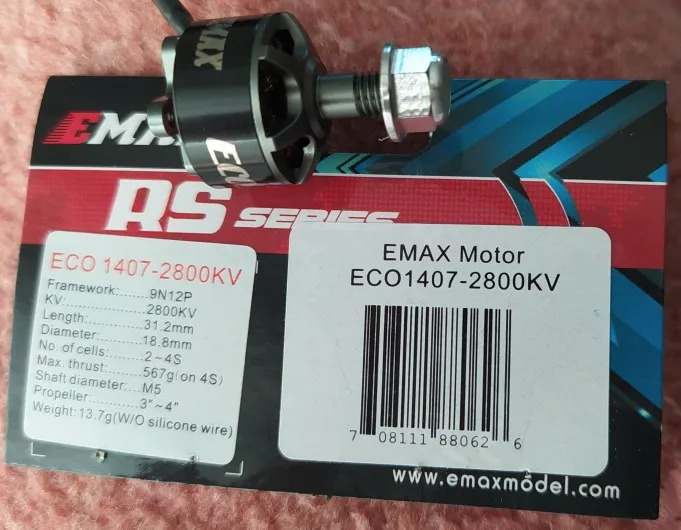 EMAX
ECO
RS SERIES
ECO 1407-2800KV
Framework:......9N12P
KV:..................2800KV
Length:............31.2mm
Diameter:.........18.8mm
No. of cells:......2~4S
Max. thrust:......567g(on 4S)
Shaft diameter:...M5
Propeller:.........3"~4"
Weight: 13.7g(W/O silicone wire)
EMAX Motor
ECO1407-2800KV
7 08111 88062 6
www.emaxmodel.com